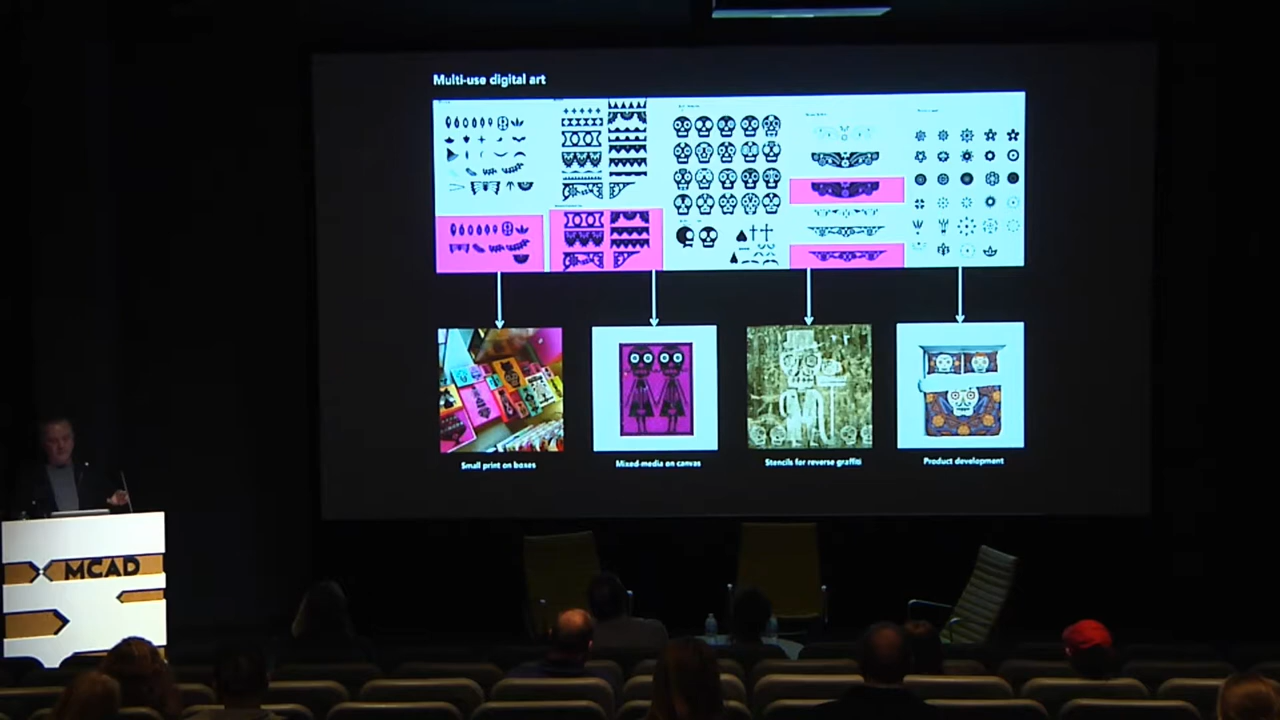 Multi-use digital art
Small print on boxes
Mixed-media on canvas
Stencils for reverse graffiti
Product development
MCAD